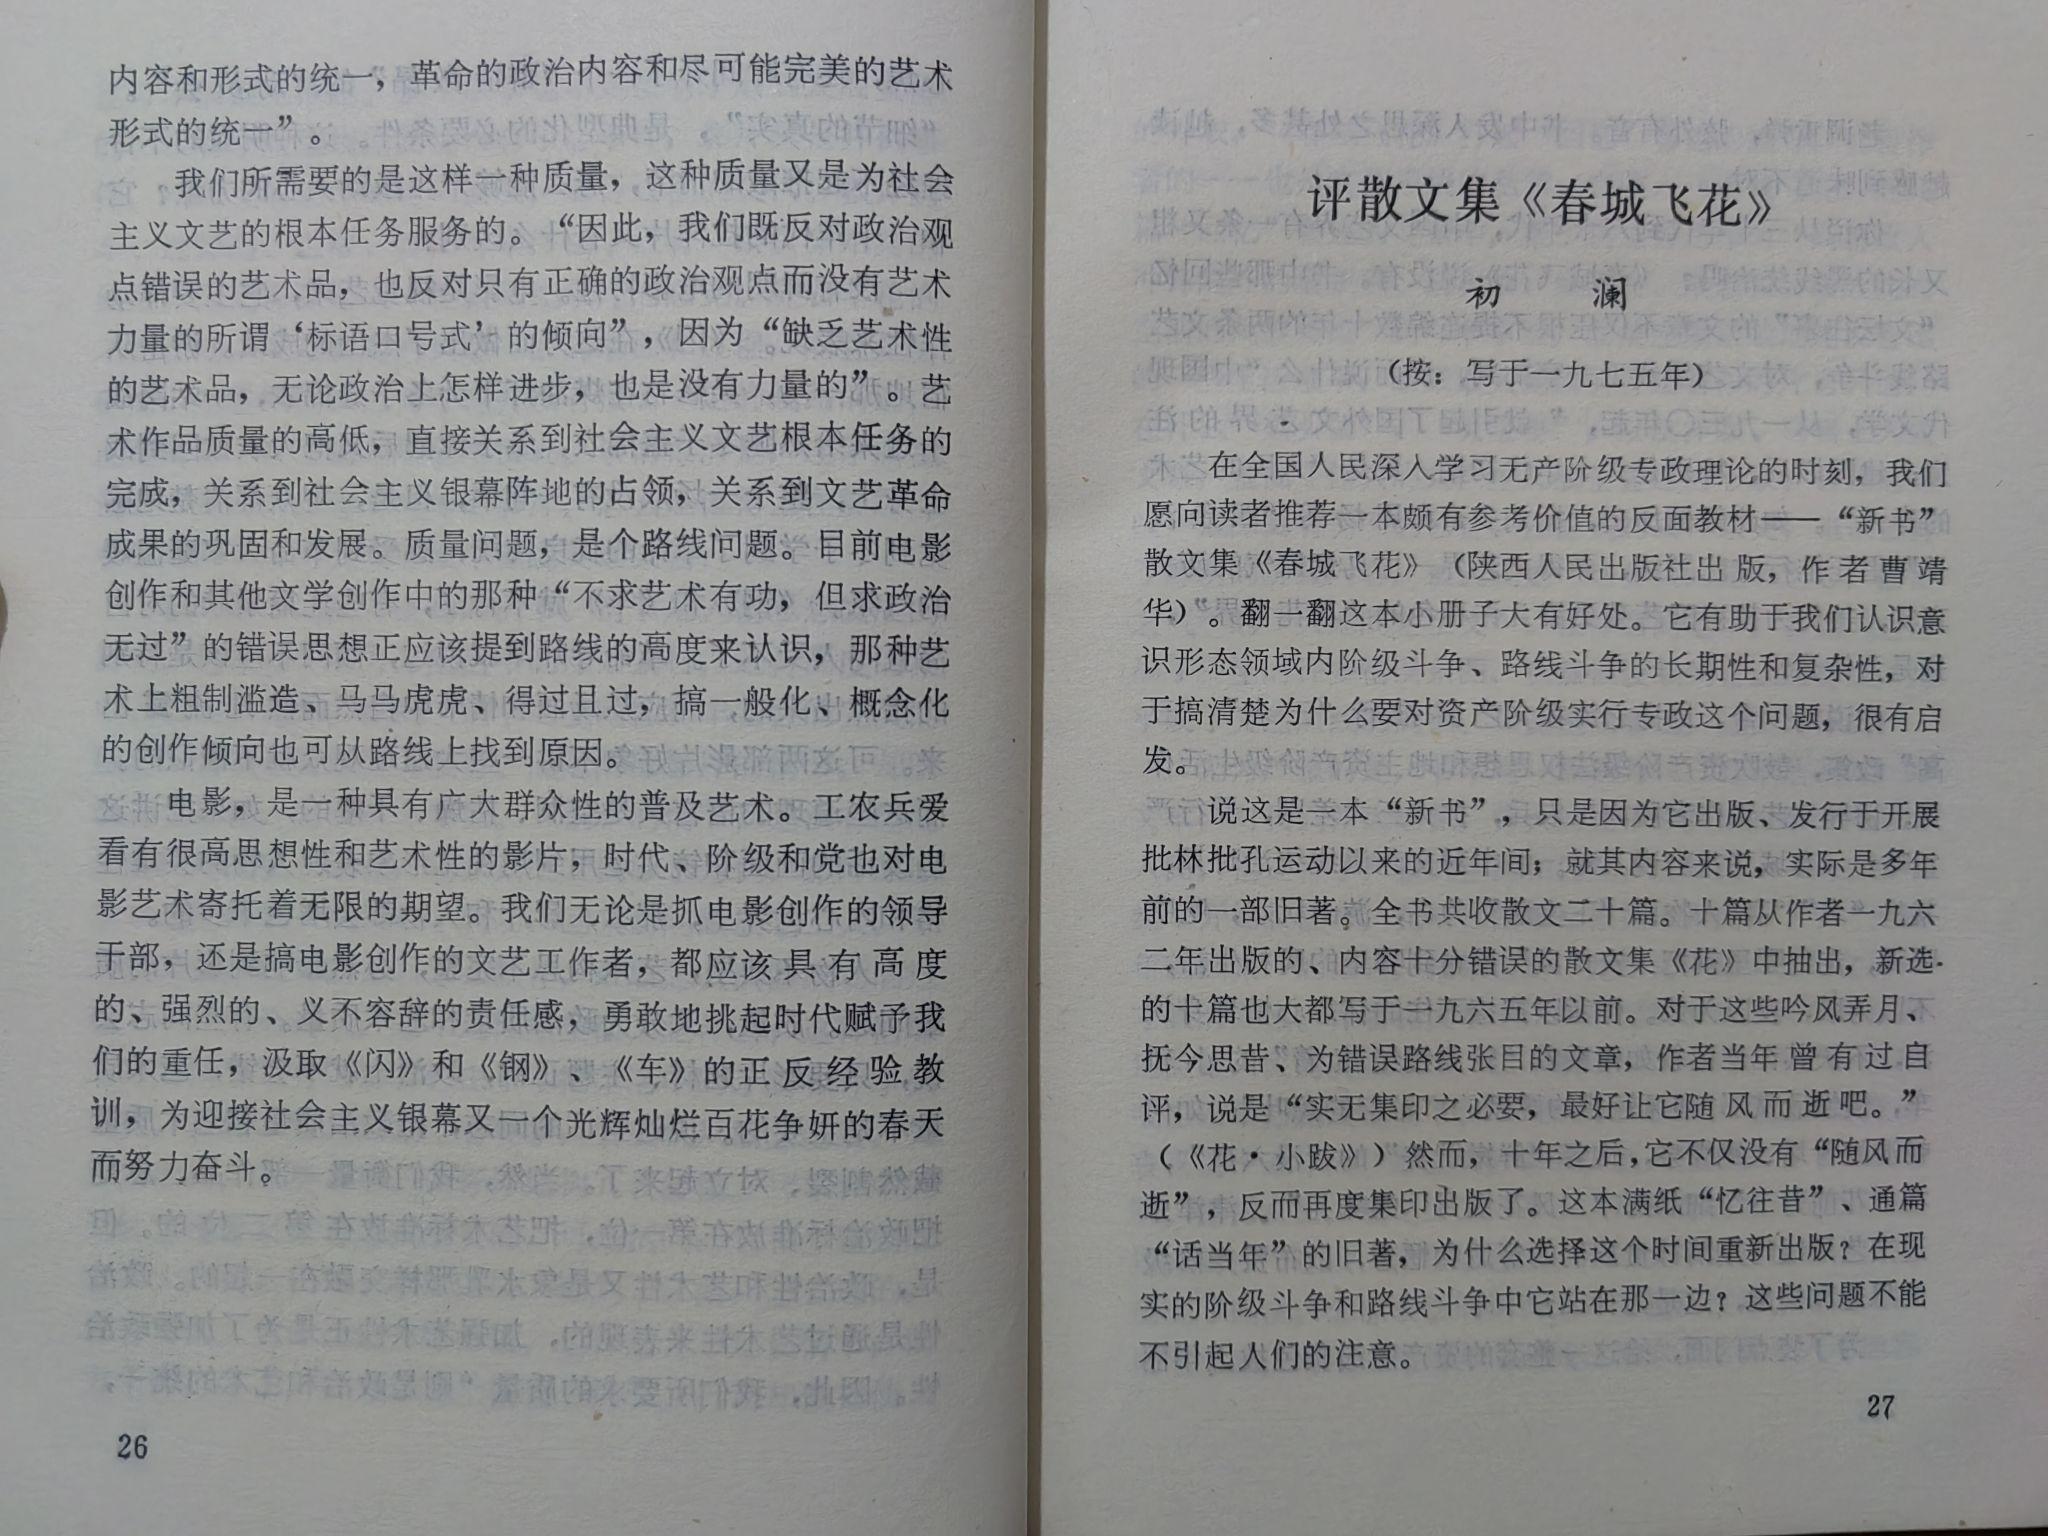 内容和形式的统一，革命的政治内容和尽可能完美的艺术
形式的统一”。
我们所需要的是这样一种质量，这种质量又是为社会
主义文艺的根本任务服务的。“因此，我们既反对政治观
点错误的艺术品，也反对只有正确的政治观点而没有艺术
力量的所谓‘标语口号式’的倾向”，因为“缺乏艺术性
的艺术品，无论政治上怎样进步，也是没有力量的”。艺
术作品质量的高低，直接关系到社会主义文艺根本任务的
完成，关系到社会主义银幕阵地的占领，关系到文艺革命
成果的巩固和发展。质量问题，是个路线问题。目前电影
创作和其他文学创作中的那种“不求艺术有功，但求政治
无过”的错误思想正应该提到路线的高度来认识，那种艺
术上粗制滥造、马马虎虎、得过且过，搞一般化、概念化
的创作倾向也可从路线上找到原因。
电影，是一种具有广大群众性的普及艺术。工农兵爱
看有很高思想性和艺术性的影片，时代、阶级和党也对电
影艺术寄托着无限的期望。我们无论是抓电影创作的领导
干部，还是搞电影创作的文艺工作者，都应该具有高度
的、强烈的、义不容辞的责任感，勇敢地挑起时代赋予我
们的重任，汲取《闪》和《钢》、《车》的正反经验教
训，为迎接社会主义银幕又一个光辉灿烂百花争妍的春天
而努力奋斗。
26
评散文集《春城飞花》
初 澜
（按：写于一九七五年）
在全国人民深入学习无产阶级专政理论的时刻，我们
愿向读者推荐一本颇有参考价值的反面教材——“新书”
散文集《春城飞花》（陕西人民出版社出版，作者曹靖
华）。翻一翻这本小册子大有好处。它有助于我们认识意
识形态领域内阶级斗争、路线斗争的长期性和复杂性，对
于搞清楚为什么要对资产阶级实行专政这个问题，很有启
发。
说这是一本“新书”，只是因为它出版、发行于开展
批林批孔运动以来的近年间；就其内容来说，实际是多年
前的一部旧著。全书共收散文二十篇。十篇从作者一九六
二年出版的、内容十分错误的散文集《花》中抽出，新选
的十篇也大都写于一九六五年以前。对于这些吟风弄月、
抚今思昔、为错误路线张目的文章，作者当年曾有过自
评，说是“实无集印之必要，最好让它随风而逝吧。”
（《花·小跋》）然而，十年之后，它不仅没有“随风而
逝”，反而再度集印出版了。这本满纸“忆往昔”、通篇
“话当年”的旧著，为什么选择这个时间重新出版？在现
实的阶级斗争和路线斗争中它站在那一边？这些问题不能
不引起人们的注意。
27